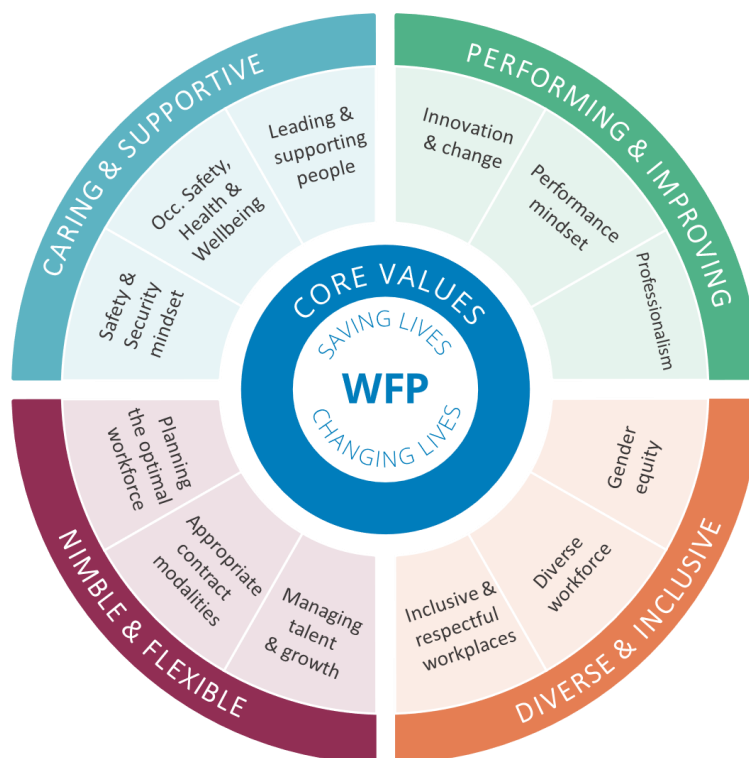 CARING & SUPPORTIVE
Safety &
Security
mindset
Occ. Safety,
Health &
Wellbeing
Leading &
supporting
people
PERFORMING & IMPROVING
Innovation
& change
Performance
mindset
Professionalism
CORE VALUES
SAVING LIVES
WFP
CHANGING LIVES
NIMBLE & FLEXIBLE
Planning
the optimal
workforce
Appropriate
contract
modalities
Managing
talent
& growth
DIVERSE & INCLUSIVE
Inclusive &
respectful
workplaces
Diverse
workforce
Gender
equity